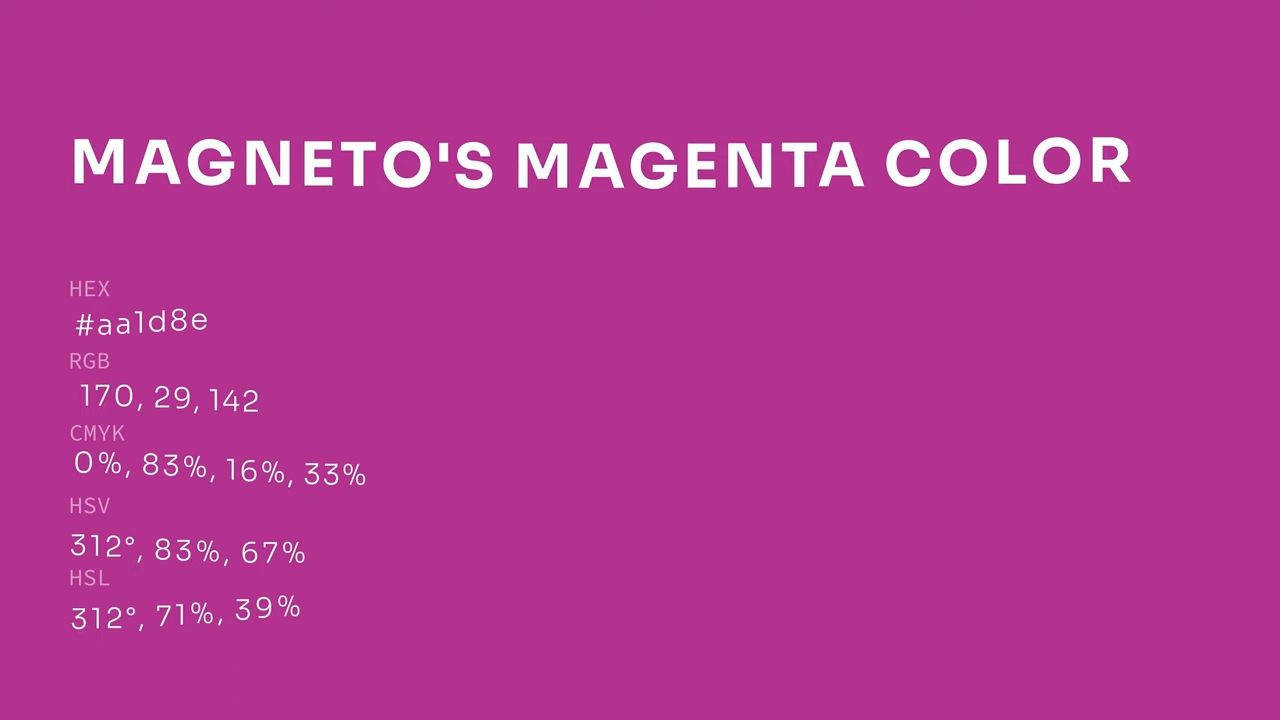 MAGNETO'S MAGENTA COLOR
HEX
#aa1d8e
RGB
170, 29, 142
CMYK
0%, 83%, 16%, 33%
HSV
312°, 83%, 67%
HSL
312°, 71%, 39%